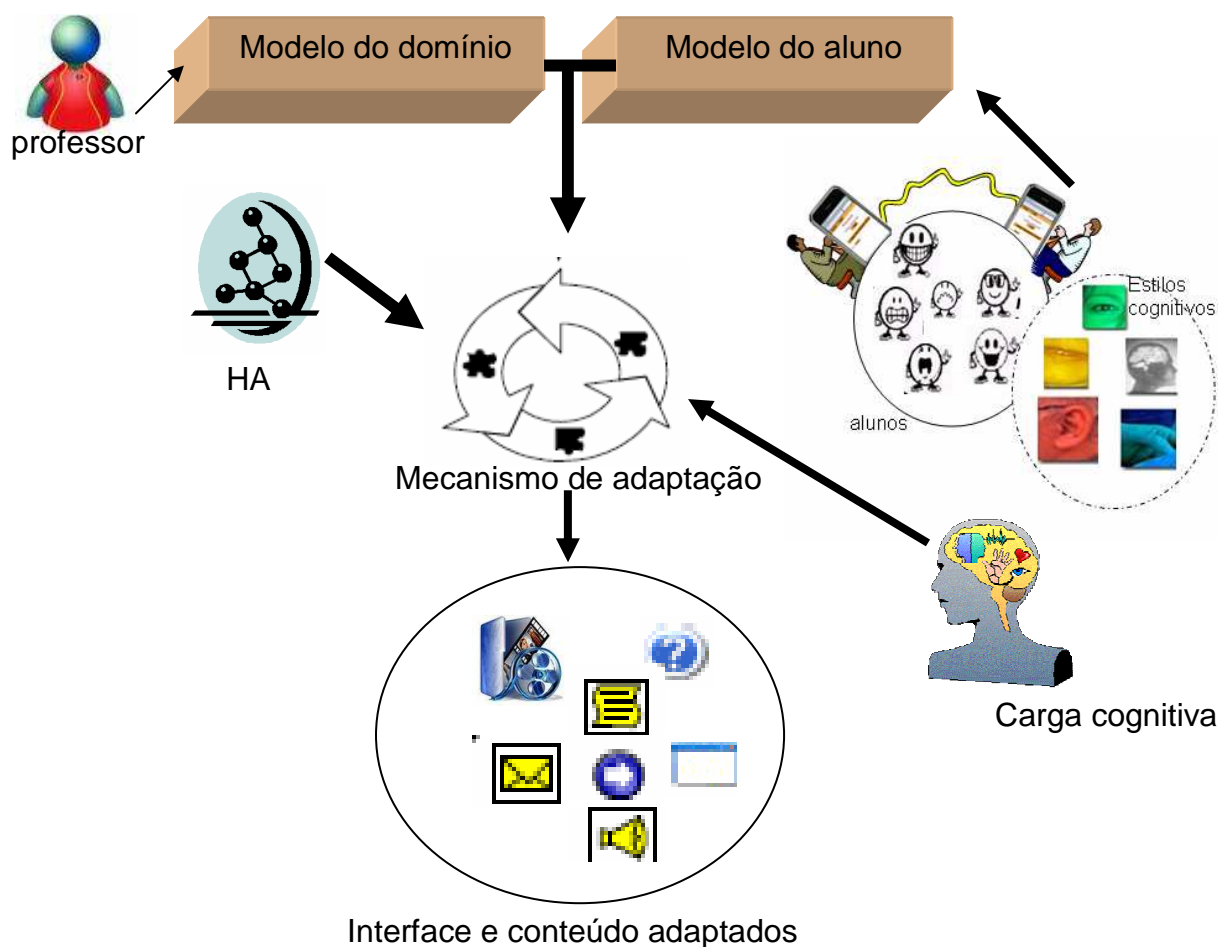 Modelo do domínio
Modelo do aluno
professor
HA
Estilos
cognitivos
alunos
Mecanismo de adaptação
Carga cognitiva
Interface e conteúdo adaptados